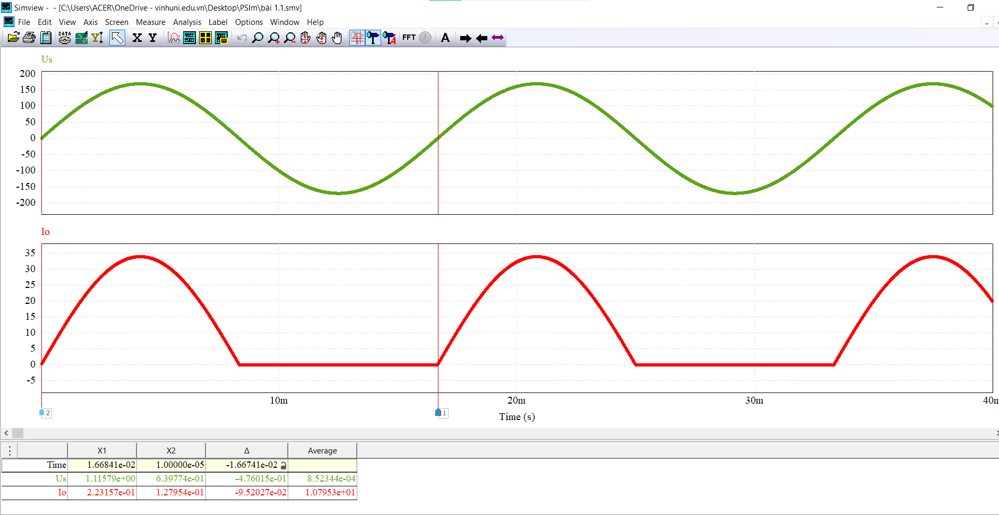 Simview - - [C:\Users\ACER\OneDrive - vinhuni.edu.vn\Desktop\PSIm\bài 1.1.smv]
File Edit View Axis Screen Measure Analysis Label Options Window Help
DATA Y X Y FFT A
Us
200
150
100
50
0
-50
-100
-150
-200
Io
35
30
25
20
15
10
5
0
-5
10m 20m 30m 40m
2 1
Time (s)
X1 X2 Δ Average
Time 1.66841e-02 1.00000e-05 -1.66741e-02
Us 1.11579e+00 6.39774e-01 -4.76015e-01 8.52344e-04
Io 2.23157e-01 1.27954e-01 -9.52027e-02 1.07953e+01